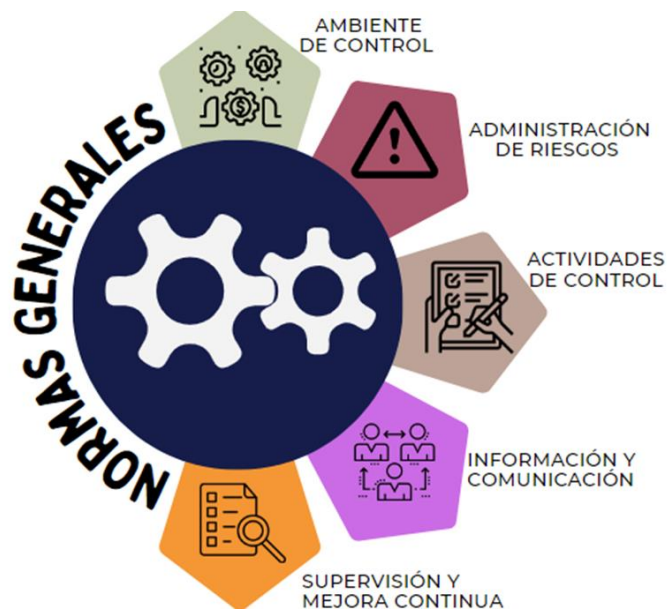 NORMAS GENERALES
AMBIENTE
DE CONTROL
ADMINISTRACIÓN
DE RIESGOS
ACTIVIDADES
DE CONTROL
INFORMACIÓN Y
COMUNICACIÓN
SUPERVISIÓN Y
MEJORA CONTINUA